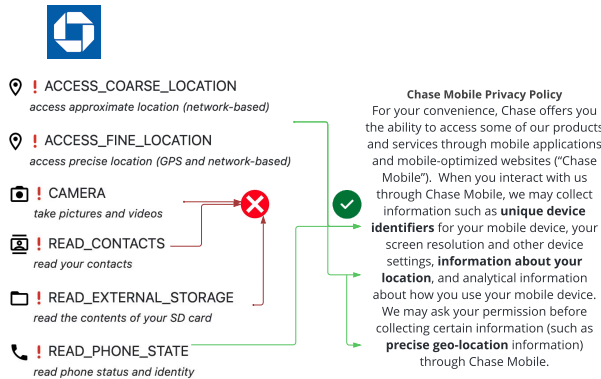 ! ACCESS_COARSE_LOCATION
access approximate location (network-based)
! ACCESS_FINE_LOCATION
access precise location (GPS and network-based)
! CAMERA
take pictures and videos
! READ_CONTACTS
read your contacts
! READ_EXTERNAL_STORAGE
read the contents of your SD card
! READ_PHONE_STATE
read phone status and identity
Chase Mobile Privacy Policy
For your convenience, Chase offers you
the ability to access some of our products
and services through mobile applications
and mobile-optimized websites (“Chase
Mobile”). When you interact with us
through Chase Mobile, we may collect
information such as unique device
identifiers for your mobile device, your
screen resolution and other device
settings, information about your
location, and analytical information
about how you use your mobile device.
We may ask your permission before
collecting certain information (such as
precise geo-location information)
through Chase Mobile.